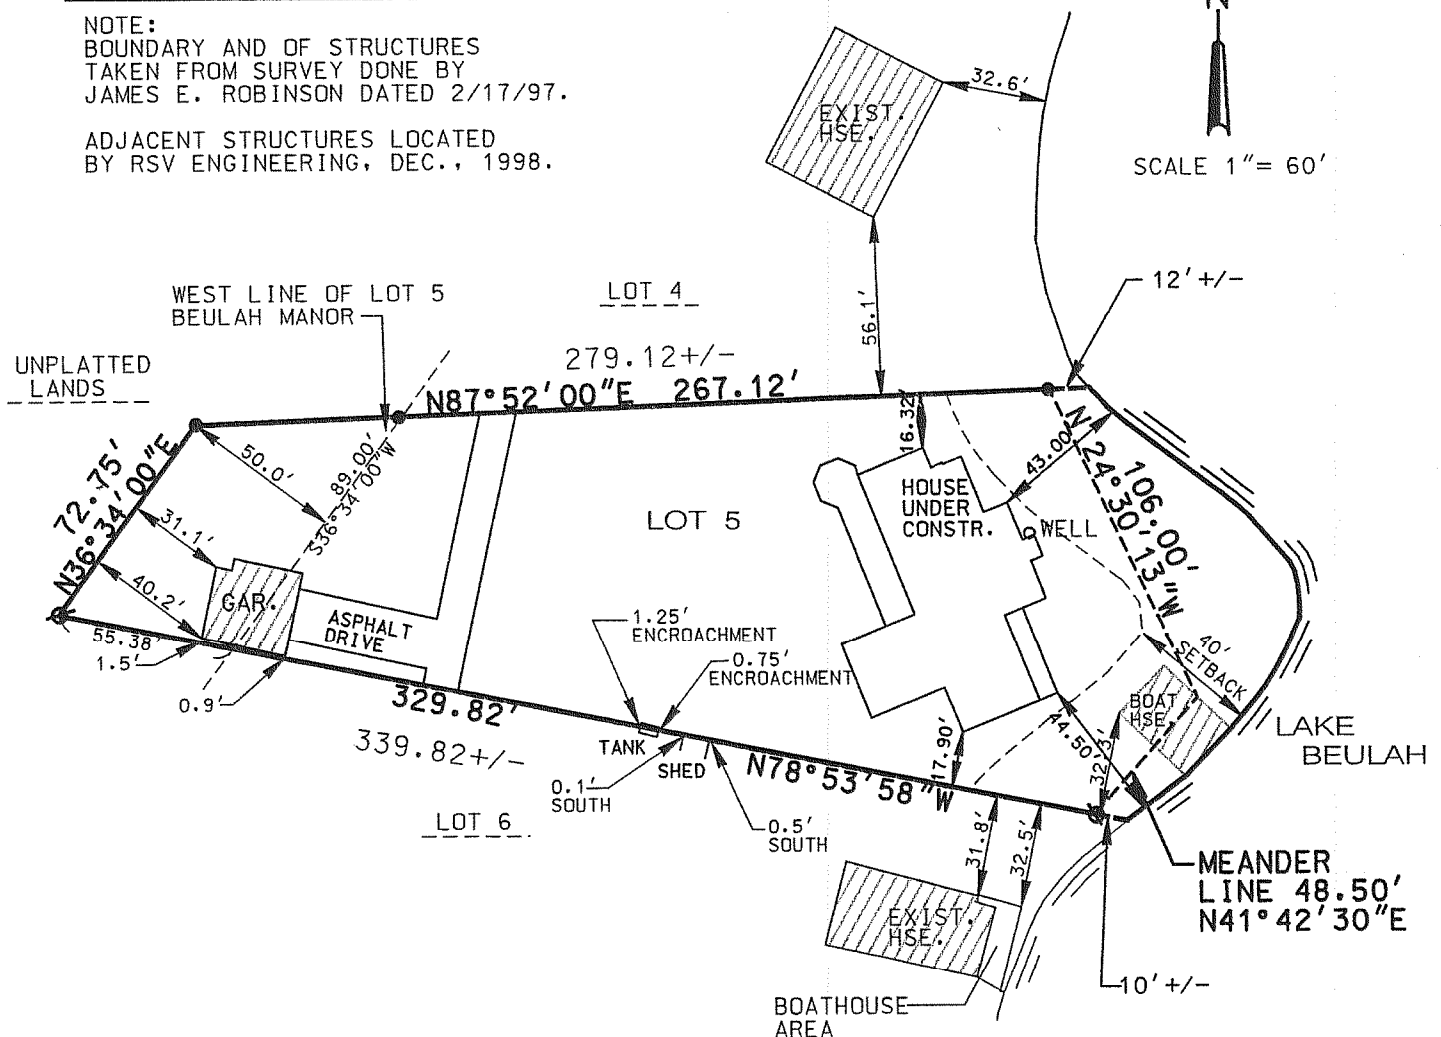 NOTE:
BOUNDARY AND OF STRUCTURES
TAKEN FROM SURVEY DONE BY
JAMES E. ROBINSON DATED 2/17/97.
ADJACENT STRUCTURES LOCATED
BY RSV ENGINEERING, DEC., 1998.
N
SCALE 1"= 60'
EXIST.
HSE.
32.6'
56.1'
12'+/-
WEST LINE OF LOT 5
BEULAH MANOR
LOT 4
279.12+/-
N87°52'00"E 267.12'
UNPLATTED
LANDS
72.75'
N36°34'00"E
50.0'
89.00'
S36°34'00"W
31.1'
40.2'
GAR.
55.38'
1.5'
0.9'
ASPHALT
DRIVE
LOT 5
16.32'
43.00'
HOUSE
UNDER
CONSTR.
WELL
106.00'
N 24°30'13"W
40'
SETBACK
BOAT
HSE.
44.50'
32.3'
17.90'
LAKE
BEULAH
1.25'
ENCROACHMENT
0.75'
ENCROACHMENT
329.82'
339.82+/-
N78°53'58"W
TANK
SHED
0.1'
SOUTH
0.5'
SOUTH
LOT 6
31.8'
32.5'
EXIST.
HSE.
MEANDER
LINE 48.50'
N41°42'30"E
10'+/-
BOATHOUSE
AREA